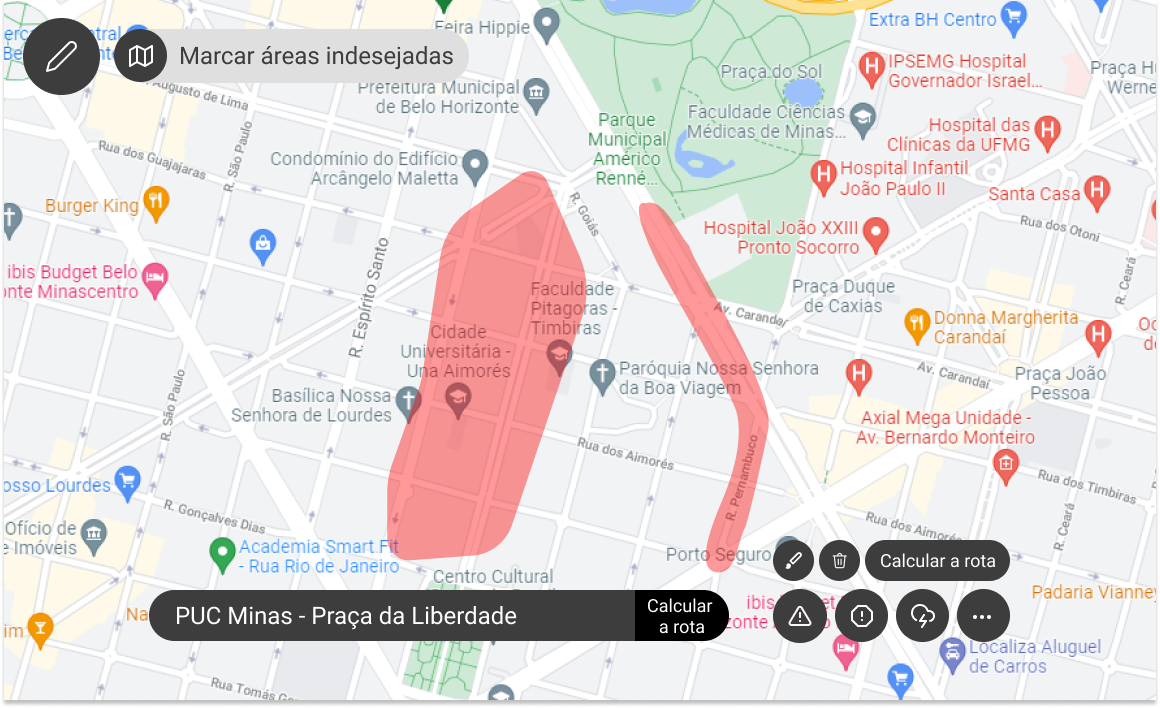 Feira Hippie
Extra BH Centro
Marcar áreas indesejadas
Augusto de Lima
Prefeitura Municipal
de Belo Horizonte
Praça do Sol
IPSEMG Hospital
Governador Israel...
Faculdade Ciências
Médicas de Minas...
Parque
Municipal
Américo
Renné...
Hospital das
Clínicas da UFMG
Rua dos Guajajaras
R. São Paulo
Condomínio do Edifício
Arcângelo Maletta
Hospital Infantil
João Paulo II
Santa Casa
Burger King
R. Goiás
Hospital João XXIII
Pronto Socorro
Rua dos Otoni
R. Ceará
ibis Budget Belo
onte Minascentro
R. Espírito Santo
Faculdade
Pitagoras -
Timbiras
Praça Duque
de Caxias
Av. Carandaí
Donna Margherita
Carandaí
Cidade
Universitária -
Una Aimorés
Paróquia Nossa Senhora
da Boa Viagem
Av. Carandaí
Praça João
Pessoa
R. São Paulo
Basílica Nossa
Senhora de Lourdes
Axial Mega Unidade -
Av. Bernardo Monteiro
Rua dos Aimorés
R. Pernambuco
Rua dos Timbiras
osso Lourdes
R. Gonçalves Dias
Rua dos Aimorés
R. Ceará
Ofício de
e Imóveis
Academia Smart Fit
- Rua Rio de Janeiro
Porto Seguro
Calcular a rota
Centro Cultural
Padaria Vianney
PUC Minas - Praça da Liberdade
Calcular
a rota
ibis
Localiza Aluguel
de Carros
Rua Tomás Go